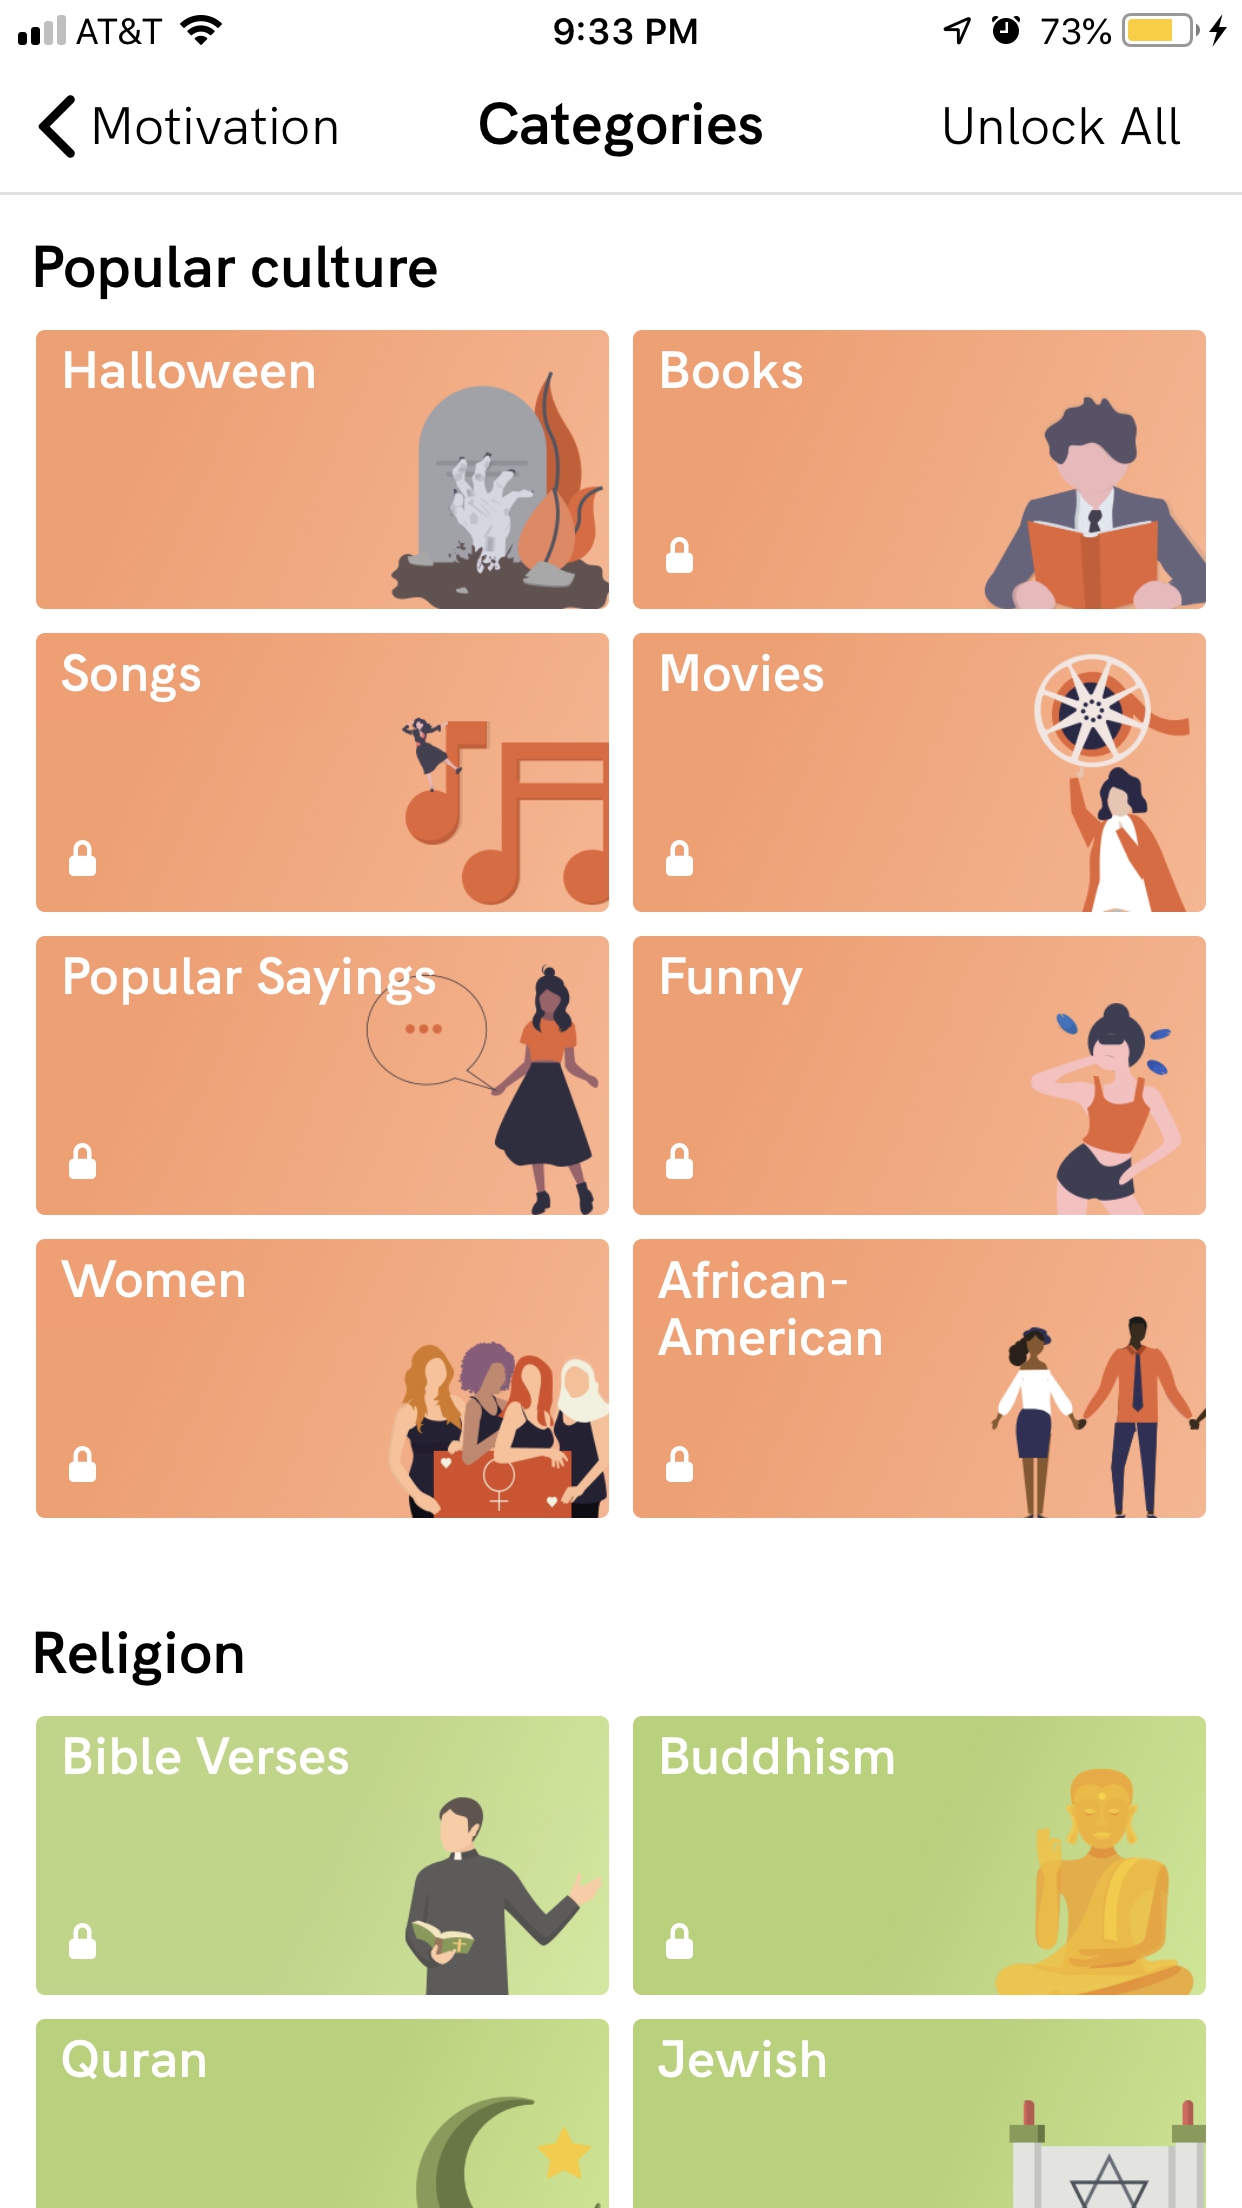 AT&T 9:33 PM 73%
Motivation Categories Unlock All
Popular culture
Halloween Books
Songs Movies
Popular Sayings Funny
Women African-
American
Religion
Bible Verses Buddhism
Quran Jewish